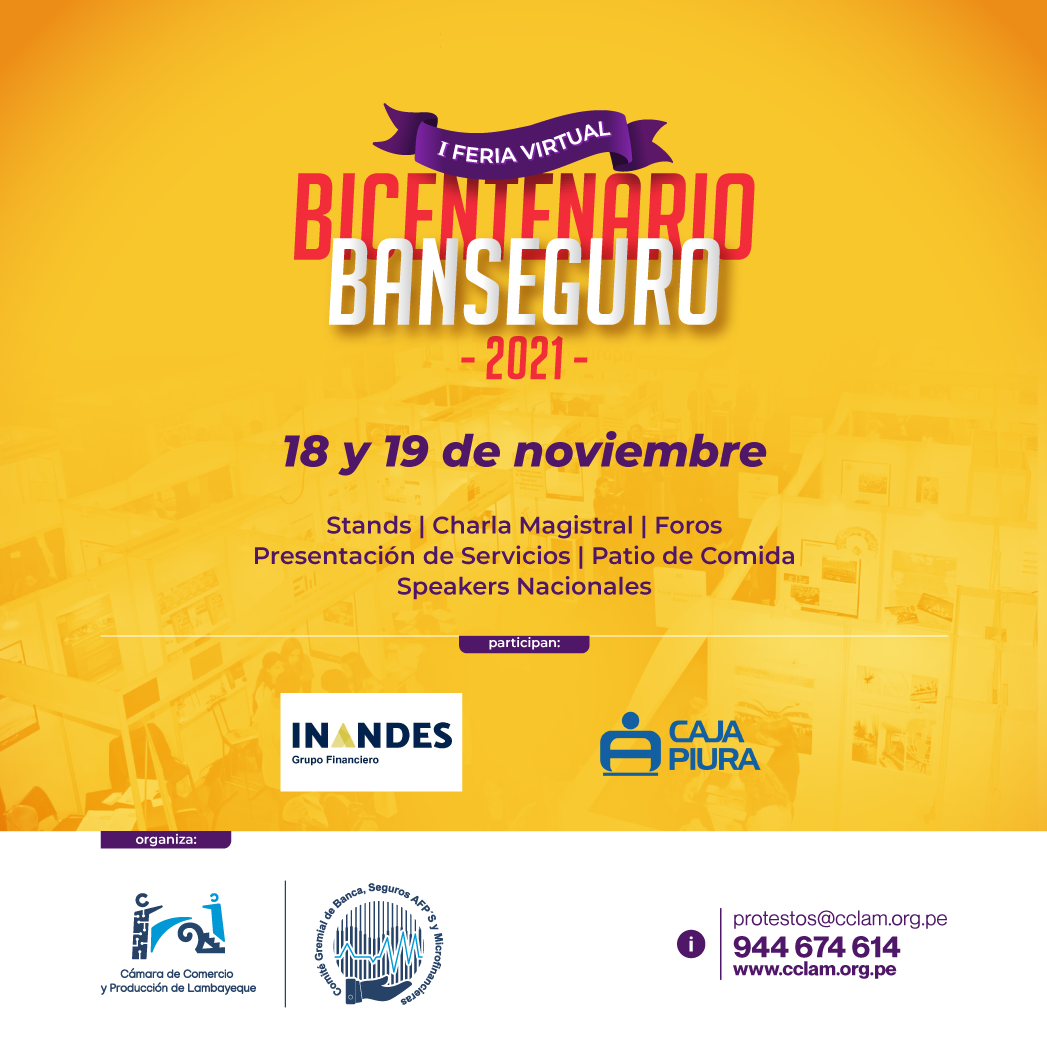 I FERIA VIRTUAL
BICENTENARIO
BANSEGURO
- 2021 -
18 y 19 de noviembre
Stands | Charla Magistral | Foros
Presentación de Servicios | Patio de Comida
Speakers Nacionales
participan:
INANDES
Grupo Financiero
CAJA
PIURA
organiza:
Cámara de Comercio
y Producción de Lambayeque
Comité Gremial de Banca, Seguros AFP'S y Microfinancieras
i
protestos@cclam.org.pe
944 674 614
www.cclam.org.pe